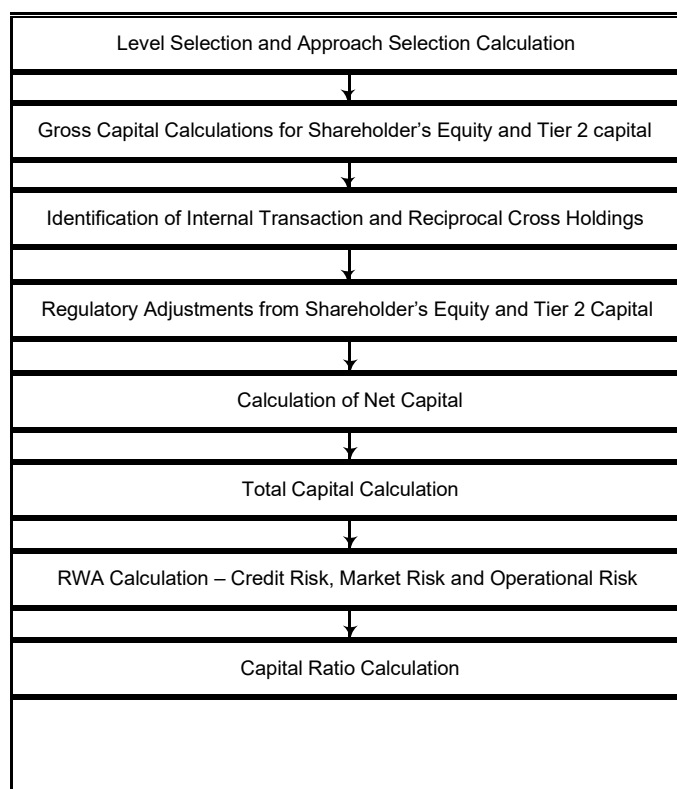 Level Selection and Approach Selection Calculation
Gross Capital Calculations for Shareholder’s Equity and Tier 2 capital
Identification of Internal Transaction and Reciprocal Cross Holdings
Regulatory Adjustments from Shareholder’s Equity and Tier 2 Capital
Calculation of Net Capital
Total Capital Calculation
RWA Calculation – Credit Risk, Market Risk and Operational Risk
Capital Ratio Calculation